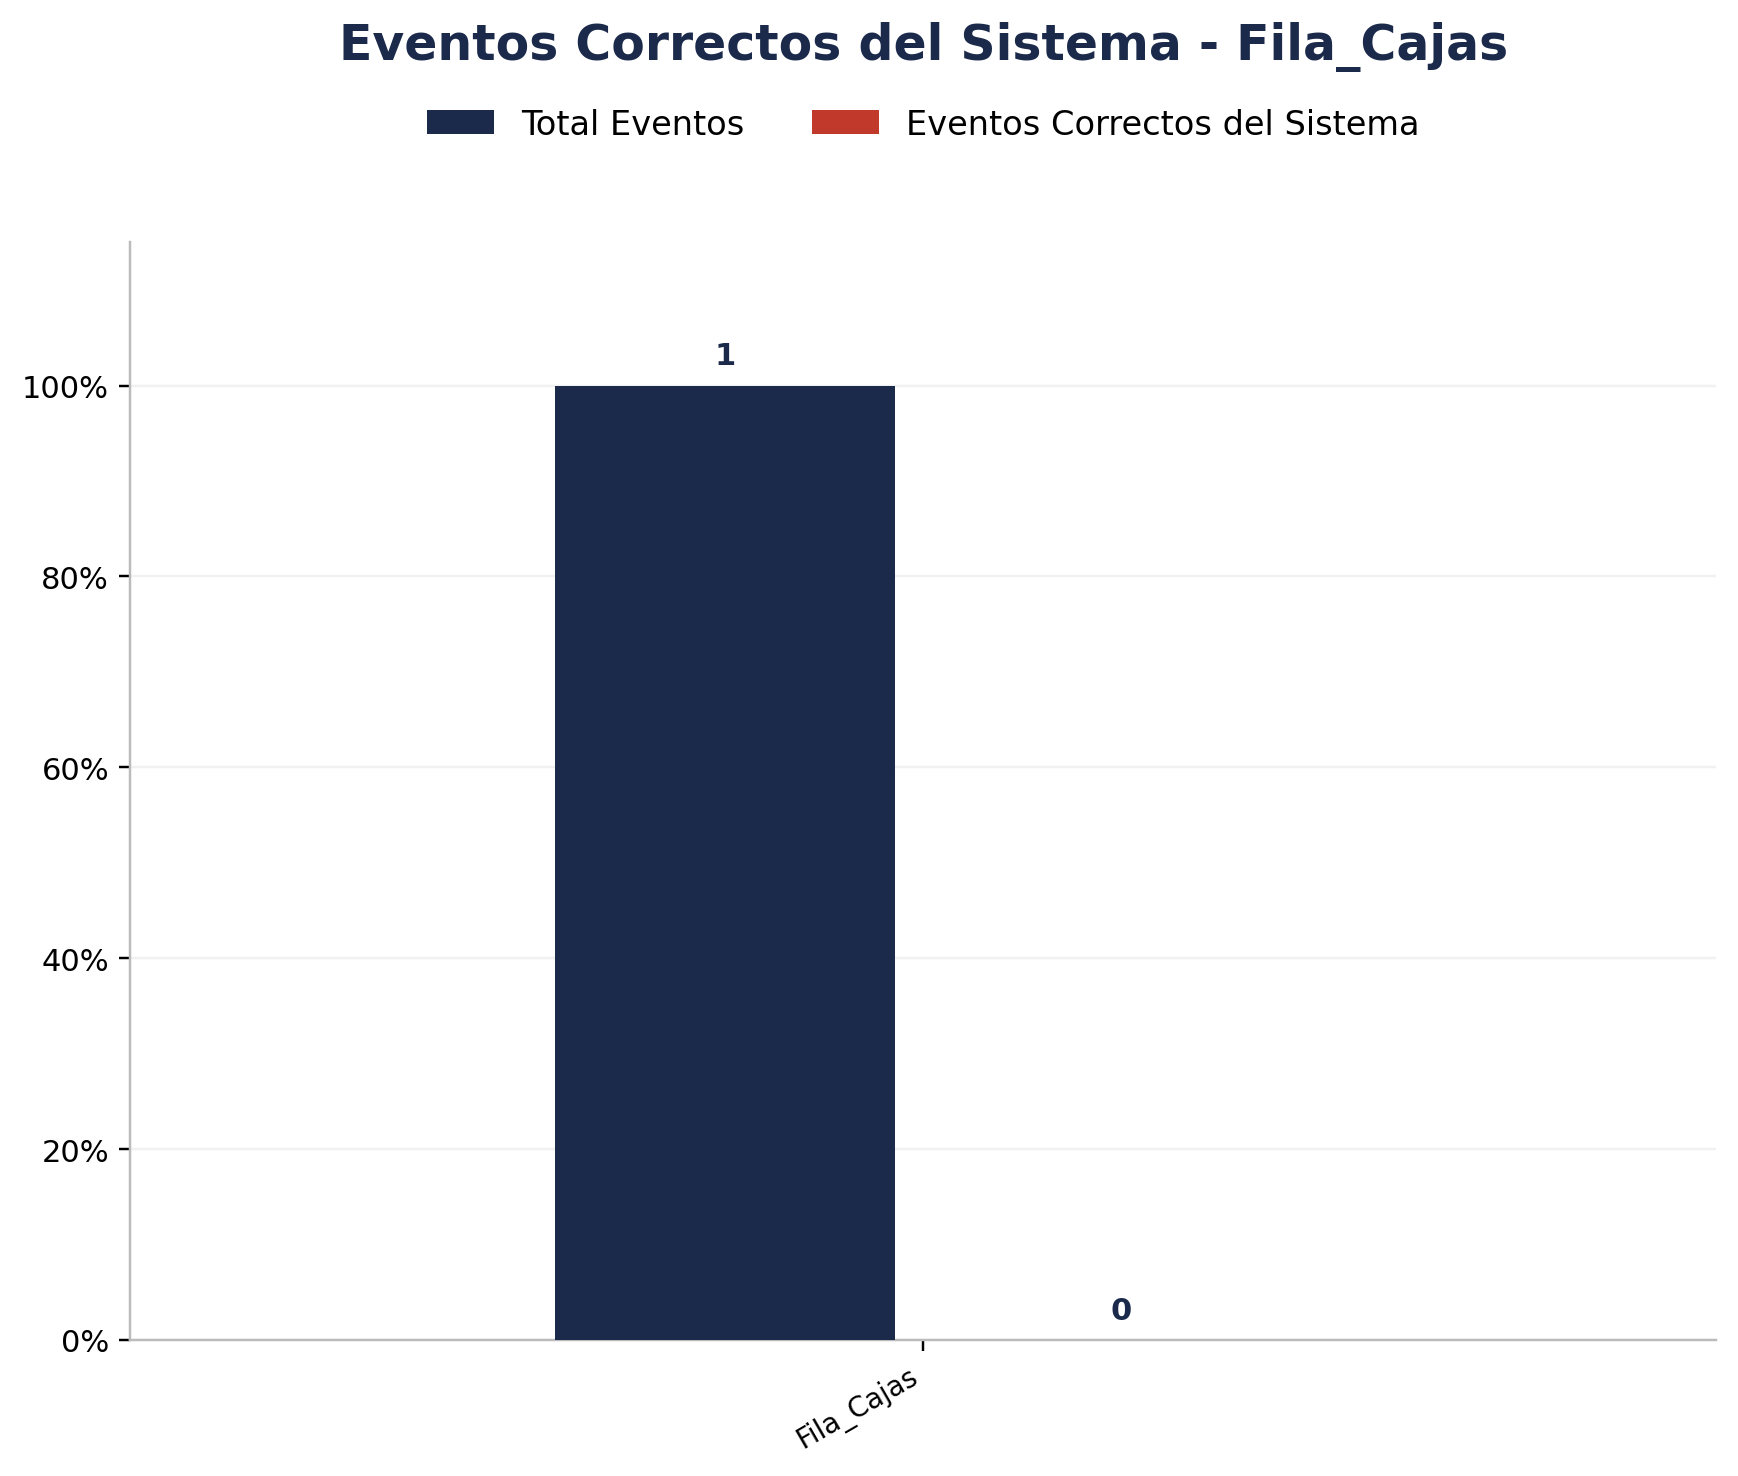 Eventos Correctos del Sistema - Fila_Cajas
Total Eventos
Eventos Correctos del Sistema
1
100%
80%
60%
40%
20%
0
0%
Fila_Cajas